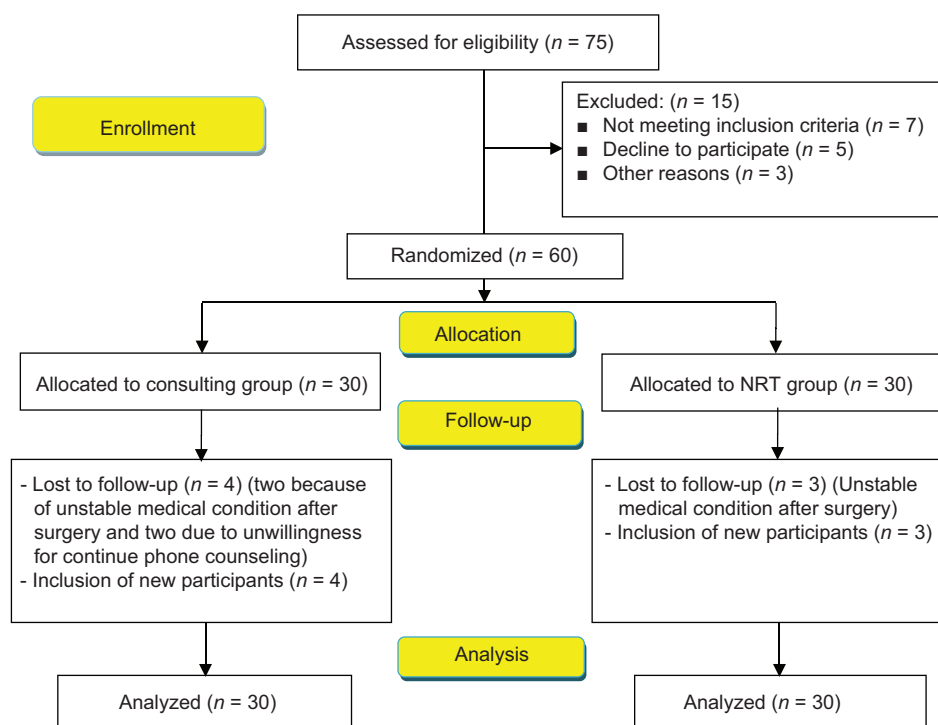 Assessed for eligibility (n = 75)
Enrollment
Excluded: (n = 15)
■ Not meeting inclusion criteria (n = 7)
■ Decline to participate (n = 5)
■ Other reasons (n = 3)
Randomized (n = 60)
Allocation
Allocated to consulting group (n = 30)
Allocated to NRT group (n = 30)
Follow-up
- Lost to follow-up (n = 4) (two because
of unstable medical condition after
surgery and two due to unwillingness
for continue phone counseling)
- Inclusion of new participants (n = 4)
- Lost to follow-up (n = 3) (Unstable
medical condition after surgery)
- Inclusion of new participants (n = 3)
Analysis
Analyzed (n = 30)
Analyzed (n = 30)